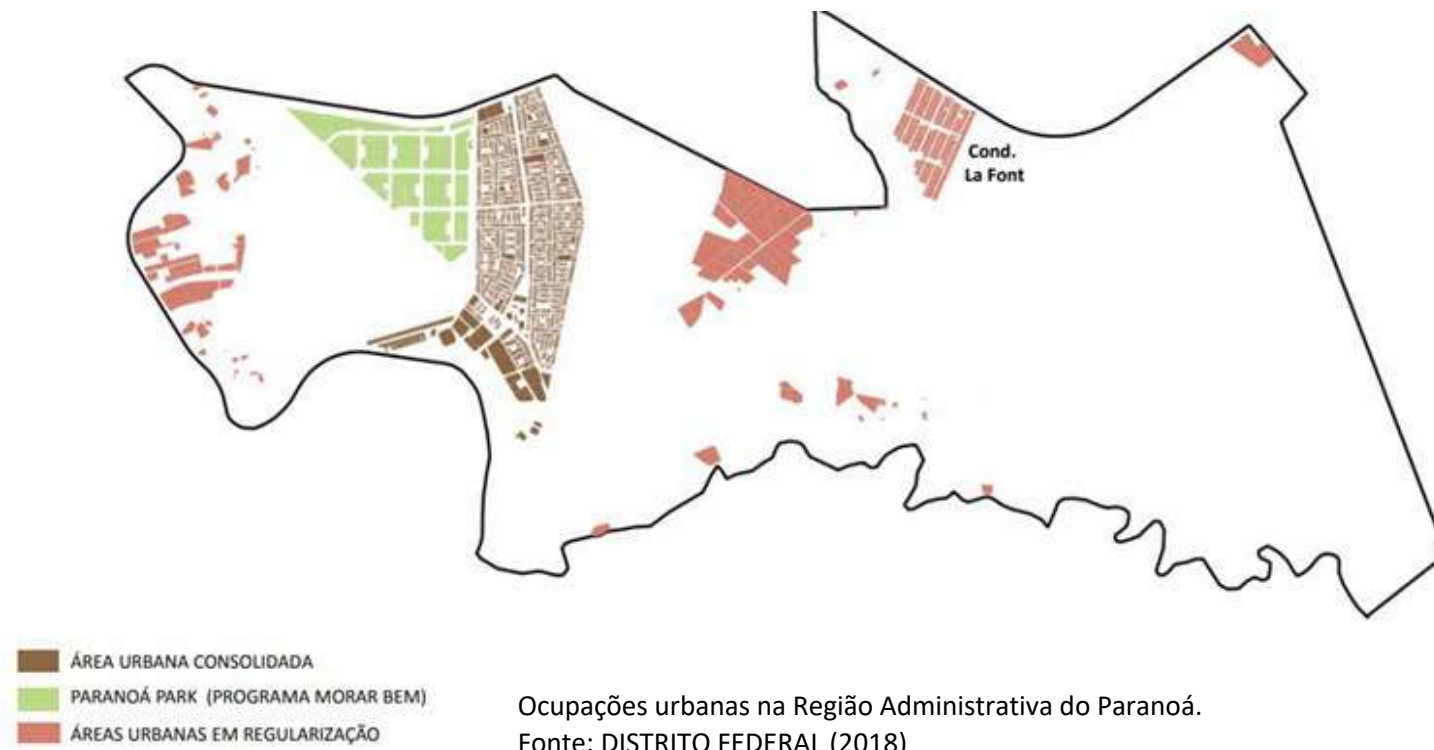 Cond.
La Font
ÁREA URBANA CONSOLIDADA
PARANOÁ PARK (PROGRAMA MORAR BEM)
ÁREAS URBANAS EM REGULARIZAÇÃO
Ocupações urbanas na Região Administrativa do Paranoá.
Fonte: DISTRITO FEDERAL (2018)